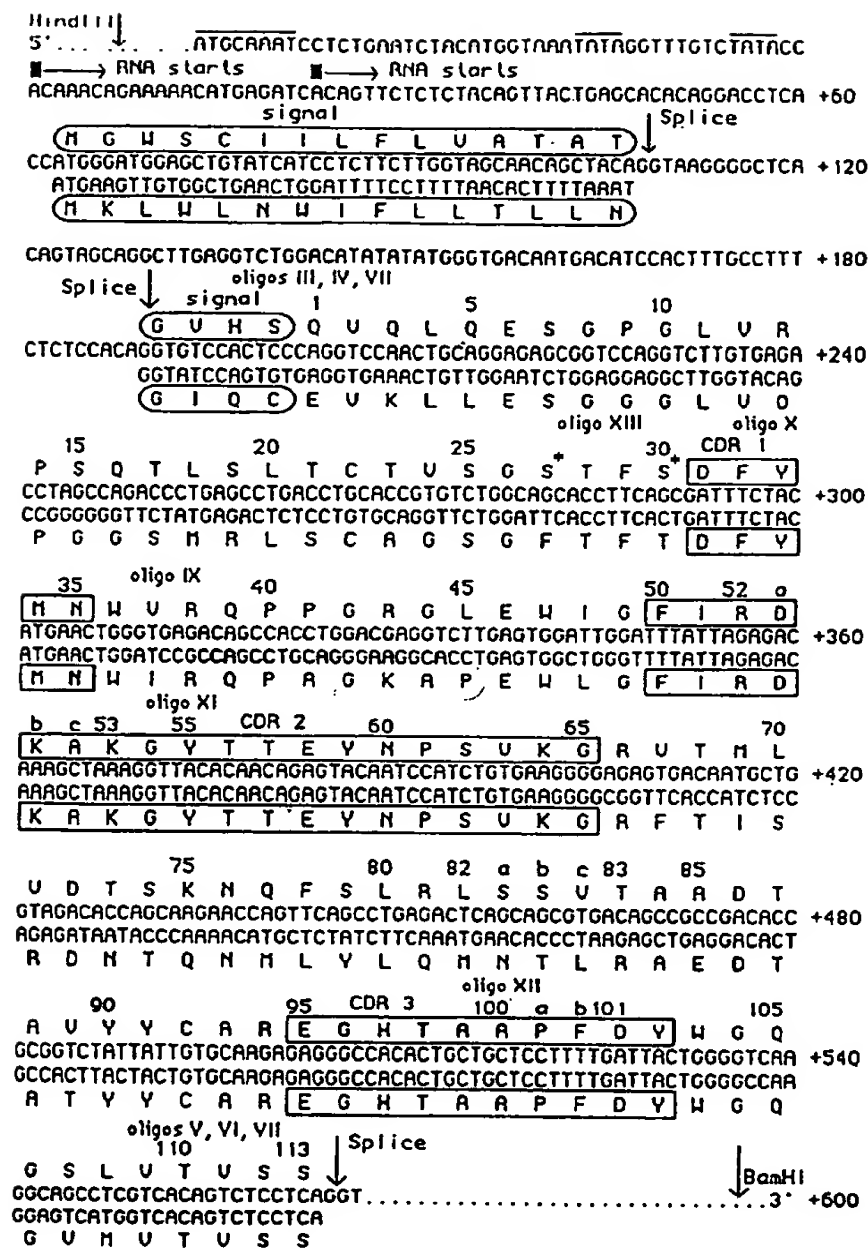 HindIII
5'.... ... ATGCAAATCCTCTGAATCTACATGGTAAATATAGGTTTGTCTATACC
RNA starts RNA starts
ACAAACAGAAAAACATGAGATCACAGTTCTCTCTACAGTTACTGAGCACACAGGACCTCA +60
signal Splice
M G W S C I I L F L V A T A T
CCATGGGATGGAGCTGTATCATCCTCTTCTTGGTAGCAACAGCTACAGGTAAGGGGCTCA +120
ATGAAGTTGTGGCTGAACTGGATTTTCCTTTTAACACTTTTAAAT
M K L W L N W I F L L T L L N
CAGTAGCAGGCTTGAGGTCTGGACATATATATGGGTGACAATGACATCCACTTTGCCTTT +180
Splice oligos III, IV, VII
signal 1 5 10
G V H S Q V Q L Q E S G P G L V R
CTCTCCACAGGTGTCCACTCCCAGGTCCAACTGCAGGAGAGCGGTCCAGGTCTTGTGAGA +240
GGTATCCAGTGTGAGGTGAAACTGTTGGAATCTGGAGGAGGCTTGGTACAG
G I Q C E V K L L E S G G G L V Q
oligo XIII oligo X
15 20 25 30 CDR 1
P S Q T L S L T C T V S G S* T F S* D F Y
CCTAGCCAGACCCTGAGCCTGACCTGCACCGTGTCTGGCAGCACCTTCAGCGATTTCTAC +300
CCGGGGGGTTCTATGAGACTCTCCTGTGCAGGTTCTGGATTCACCTTCACTGATTTCTAC
P G G S M R L S C A G S G F T F T D F Y
oligo IX
35 40 45 50 52 a
M N W V R Q P P G R G L E W I G F I R D
ATGAACTGGGTGAGACAGCCACCTGGACGAGGTCTTGAGTGGATTGGATTTATTAGAGAC +360
ATGAACTGGATCCGCCAGCCTGCAGGGAAGGCACCTGAGTGGCTGGGTTTTATTAGAGAC
M N W I R Q P A G K A P E W L G F I R D
oligo XI
b c 53 55 CDR 2 60 65 70
K A K G Y T T E Y N P S V K G R V T M L
AAAGCTAAAGGTTACACAACAGAGTACAATCCATCTGTGAAGGGGAGAGTGACAATGCTG +420
AAAGCTAAAGGTTACACAACAGAGTACAATCCATCTGTGAAGGGGCGGTTCACCATCTCC
K A K G Y T T E Y N P S V K G R F T I S
75 80 82 a b c 83 85
V D T S K N Q F S L R L S S V T A A D T
GTAGACACCAGCAAGAACCAGTTCAGCCTGAGACTCAGCAGCGTGACAGCCGCCGACACC +480
AGAGATAATACCCAAAACATGCTCTATCTTCAAATGAACACCCTAAGAGCTGAGGACACT
R D N T Q N M L Y L Q M N T L R A E D T
oligo XII
90 95 CDR 3 100 a b 101 105
A V Y Y C A R E G H T A A P F D Y W G Q
GCGGTCTATTATTGTGCAAGAGAGGGCCACACTGCTGCTCCTTTTGATTACTGGGGTCAA +540
GCCACTTACTACTGTGCAAGAGAGGGCCACACTGCTGCTCCTTTTGATTACTGGGGCCAA
A T Y Y C A R E G H T A A P F D Y W G Q
oligos V, VI, VII
110 113 Splice
G S L V T V S S BamHI
GGCAGCCTCGTCACAGTCTCCTCAGGT.................................3' +600
GGAGTCATGGTCACAGTCTCCTCA
G V M V T V S S